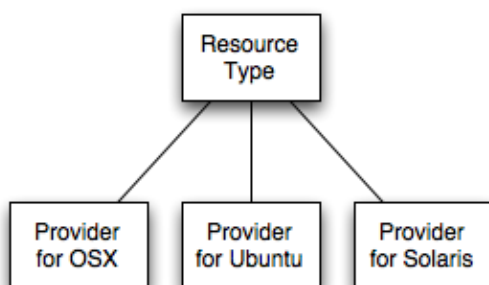 Resource
Type
Provider
for OSX
Provider
for Ubuntu
Provider
for Solaris